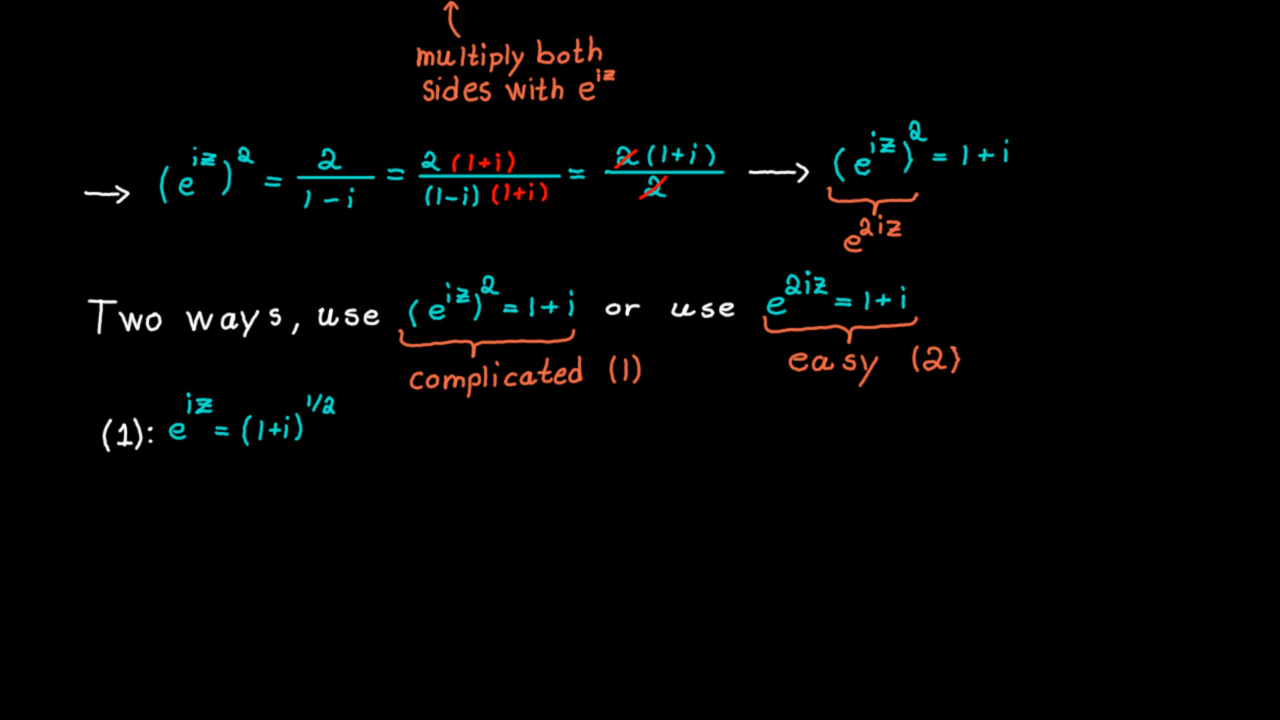 multiply both
sides with e^{iz}
→ (e^{iz})^2 = 2/(1-i) = 2(1+i)/((1-i)(1+i)) = 2(1+i)/2 → (e^{iz})^2 = 1+i
e^{2iz}
Two ways, use (e^{iz})^2 = 1+i or use e^{2iz} = 1+i
complicated (1) easy (2)
(1): e^{iz} = (1+i)^{1/2}